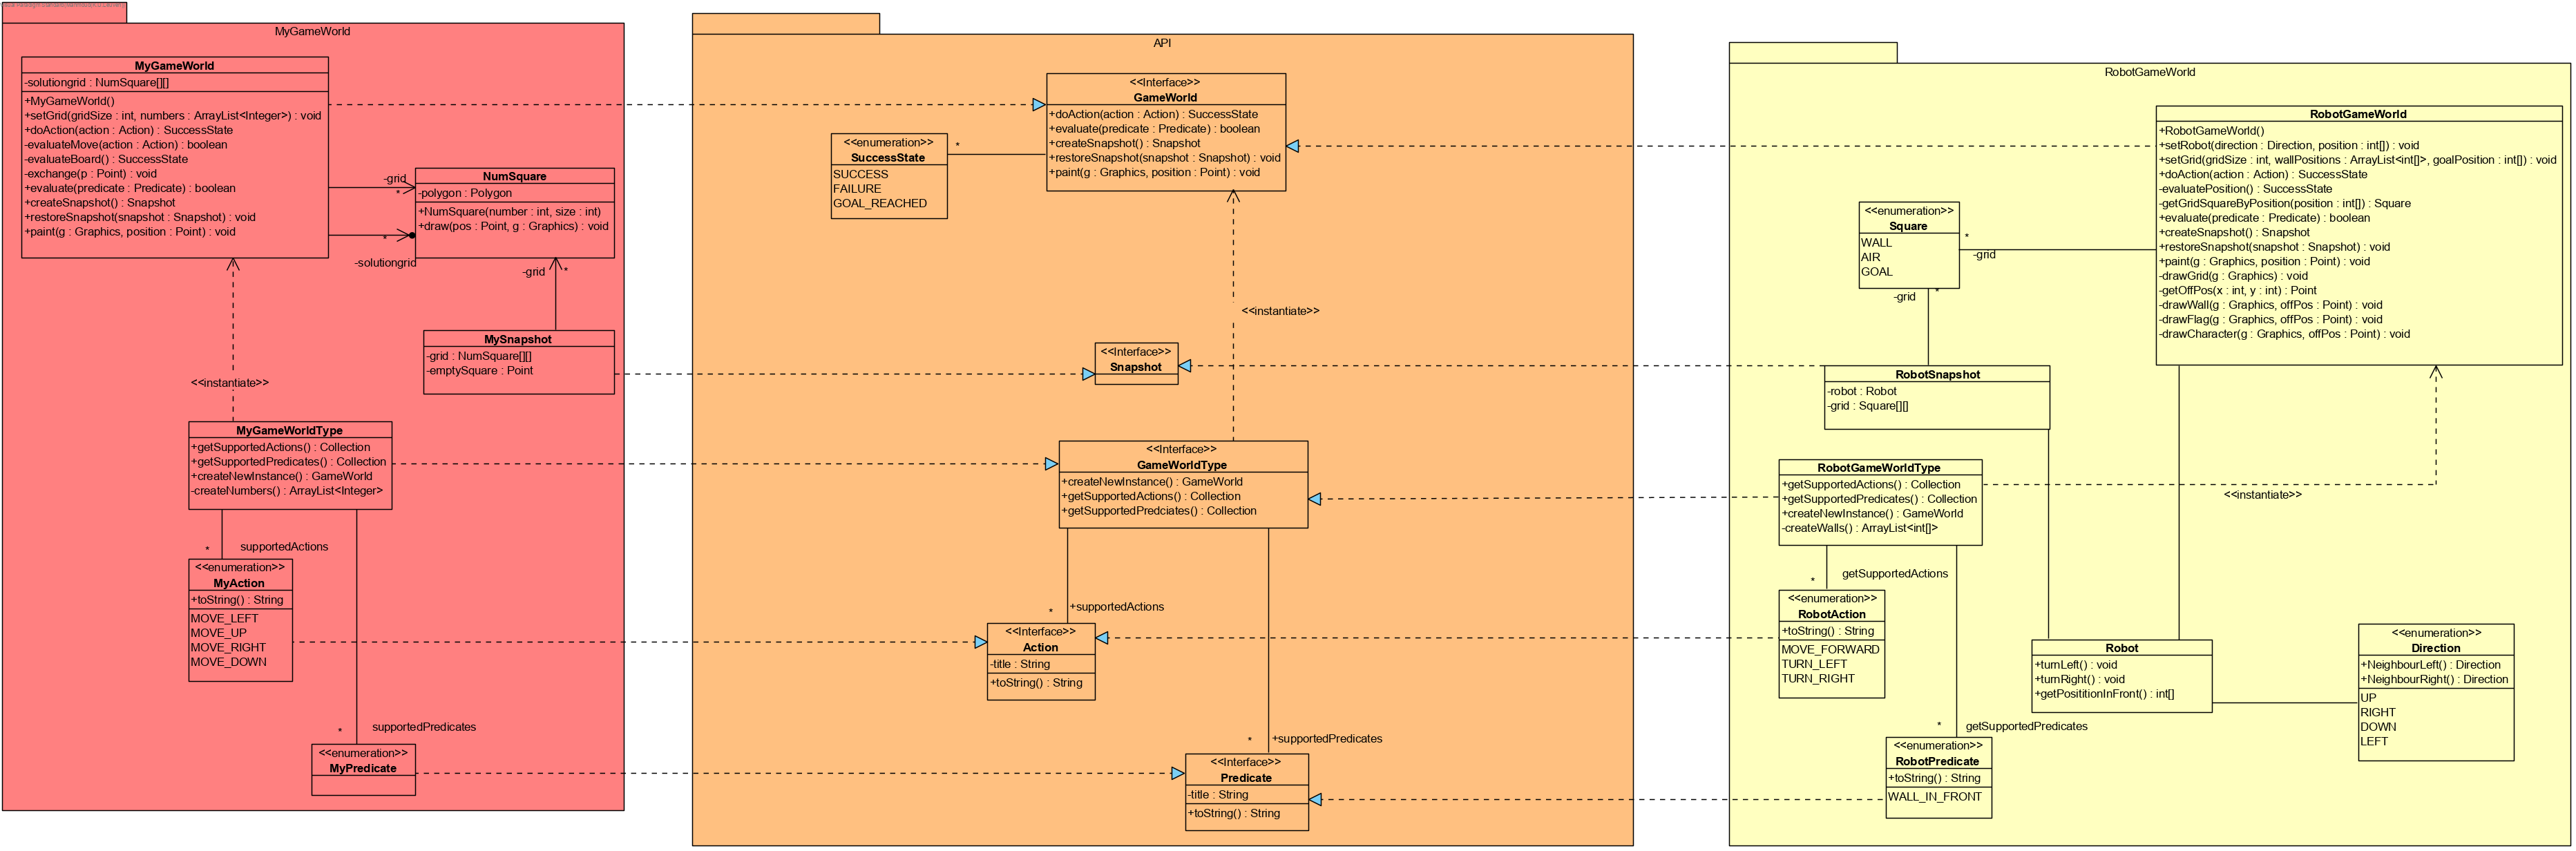 MyGameWorld
MyGameWorld
-solutiongrid : NumSquare[][]
+MyGameWorld()
+setGrid(gridSize : int, numbers : ArrayList<Integer>) : void
+doAction(action : Action) : SuccessState
-evaluateMove(action : Action) : boolean
-evaluateBoard() : SuccessState
-exchange(p : Point) : void
+evaluate(predicate : Predicate) : boolean
+createSnapshot() : Snapshot
+restoreSnapshot(snapshot : Snapshot) : void
+paint(g : Graphics, position : Point) : void
-grid
*
*
-solutiongrid
NumSquare
-polygon : Polygon
+NumSquare(number : int, size : int)
+draw(pos : Point, g : Graphics) : void
-grid
*
MySnapshot
-grid : NumSquare[][]
-emptySquare : Point
<<instantiate>>
MyGameWorldType
+getSupportedActions() : Collection
+getSupportedPredicates() : Collection
+createNewInstance() : GameWorld
-createNumbers() : ArrayList<Integer>
*
supportedActions
<<enumeration>>
MyAction
+toString() : String
MOVE_LEFT
MOVE_UP
MOVE_RIGHT
MOVE_DOWN
*
supportedPredicates
<<enumeration>>
MyPredicate
API
<<Interface>>
GameWorld
+doAction(action : Action) : SuccessState
+evaluate(predicate : Predicate) : boolean
+createSnapshot() : Snapshot
+restoreSnapshot(snapshot : Snapshot) : void
+paint(g : Graphics, position : Point) : void
*
<<enumeration>>
SuccessState
SUCCESS
FAILURE
GOAL_REACHED
<<instantiate>>
<<Interface>>
Snapshot
<<Interface>>
GameWorldType
+createNewInstance() : GameWorld
+getSupportedActions() : Collection
+getSupportedPredciates() : Collection
*
+supportedActions
<<Interface>>
Action
-title : String
+toString() : String
*
+supportedPredicates
<<Interface>>
Predicate
-title : String
+toString() : String
RobotGameWorld
RobotGameWorld
+RobotGameWorld()
+setRobot(direction : Direction, position : int[]) : void
+setGrid(gridSize : int, wallPositions : ArrayList<int[]>, goalPosition : int[]) : void
+doAction(action : Action) : SuccessState
-evaluatePosition() : SuccessState
-getGridSquareByPosition(position : int[]) : Square
+evaluate(predicate : Predicate) : boolean
+createSnapshot() : Snapshot
+restoreSnapshot(snapshot : Snapshot) : void
+paint(g : Graphics, position : Point) : void
-drawGrid(g : Graphics) : void
-getOffPos(x : int, y : int) : Point
-drawWall(g : Graphics, offPos : Point) : void
-drawFlag(g : Graphics, offPos : Point) : void
-drawCharacter(g : Graphics, offPos : Point) : void
<<enumeration>>
Square
WALL
AIR
GOAL
*
-grid
*
-grid
RobotSnapshot
-robot : Robot
-grid : Square[][]
RobotGameWorldType
+getSupportedActions() : Collection
+getSupportedPredicates() : Collection
+createNewInstance() : GameWorld
-createWalls() : ArrayList<int[]>
<<instantiate>>
*
getSupportedActions
<<enumeration>>
RobotAction
+toString() : String
MOVE_FORWARD
TURN_LEFT
TURN_RIGHT
*
getSupportedPredicates
<<enumeration>>
RobotPredicate
+toString() : String
WALL_IN_FRONT
Robot
+turnLeft() : void
+turnRight() : void
+getPosititionInFront() : int[]
<<enumeration>>
Direction
+NeighbourLeft() : Direction
+NeighbourRight() : Direction
UP
RIGHT
DOWN
LEFT